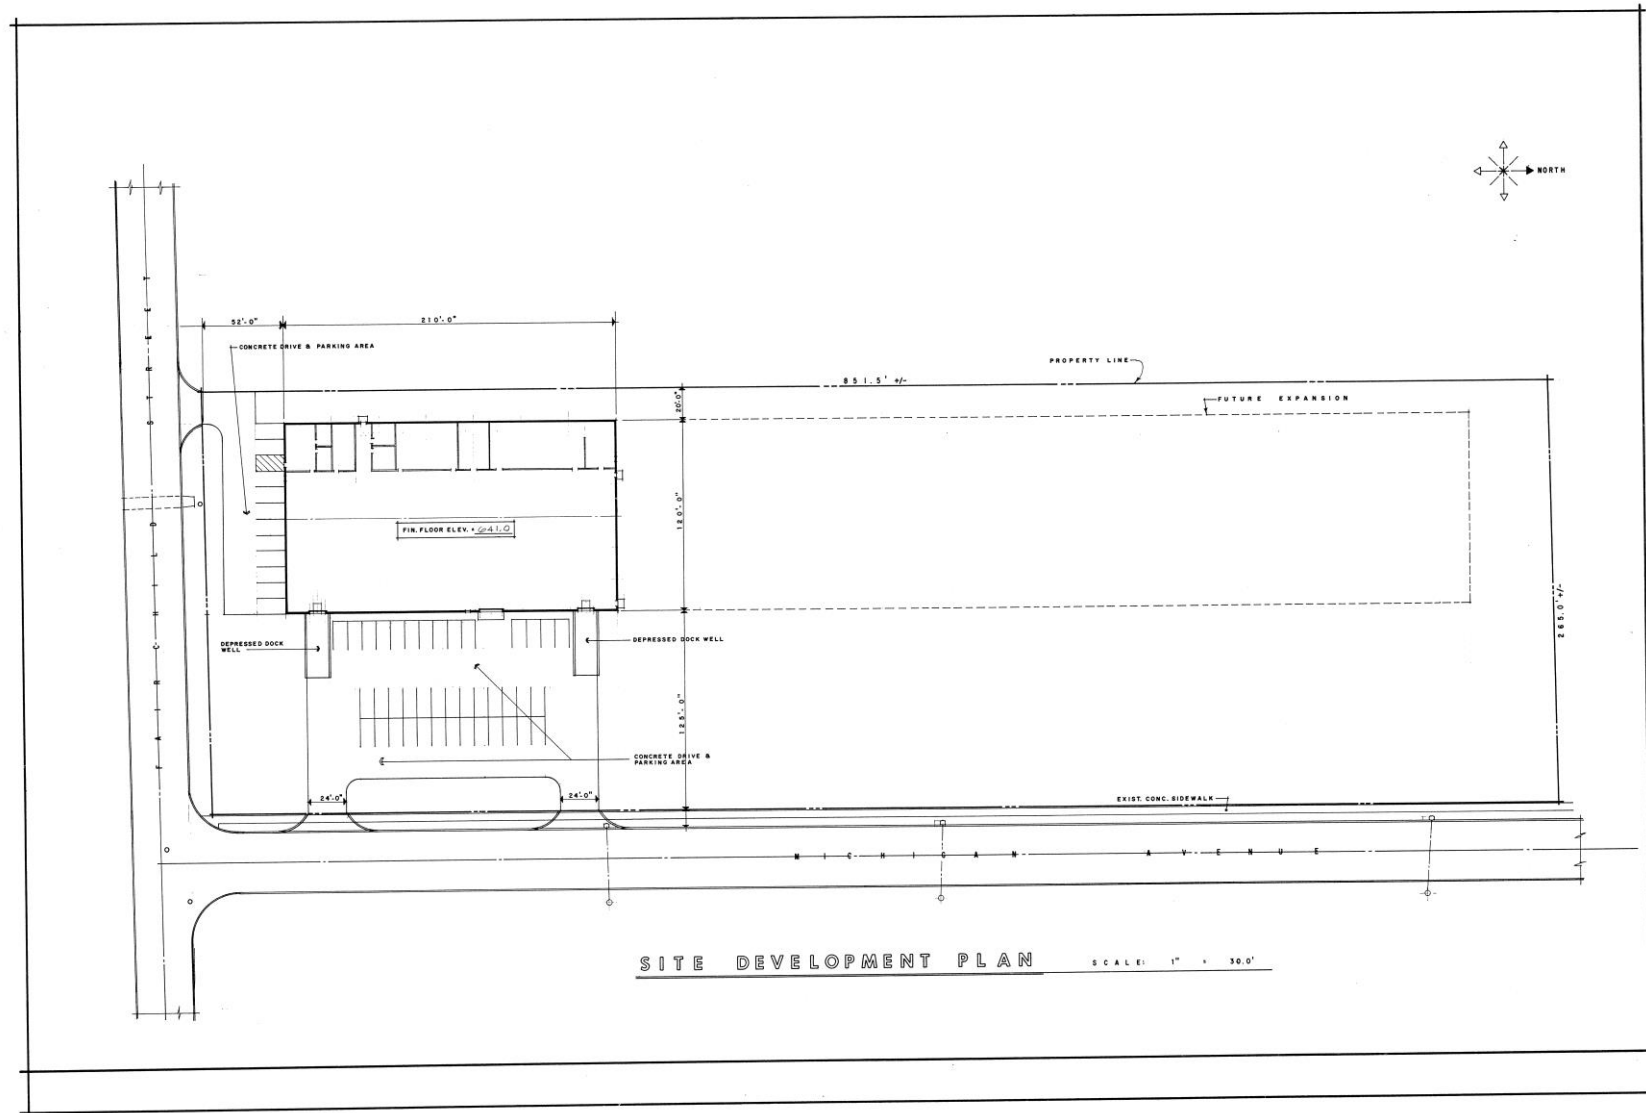 NORTH
52'-0"
210'-0"
CONCRETE DRIVE & PARKING AREA
PROPERTY LINE
851.5' +/-
FUTURE EXPANSION
20'-0"
120'-0"
FIN. FLOOR ELEV. = 641.0
265.0' +/-
DEPRESSED DOCK
WELL
DEPRESSED DOCK WELL
125'-0"
CONCRETE DRIVE &
PARKING AREA
24'-0"
24'-0"
EXIST. CONC. SIDEWALK
FAIRCHILD STREET
MICHIGAN AVENUE
SITE DEVELOPMENT PLAN SCALE: 1" = 30.0'